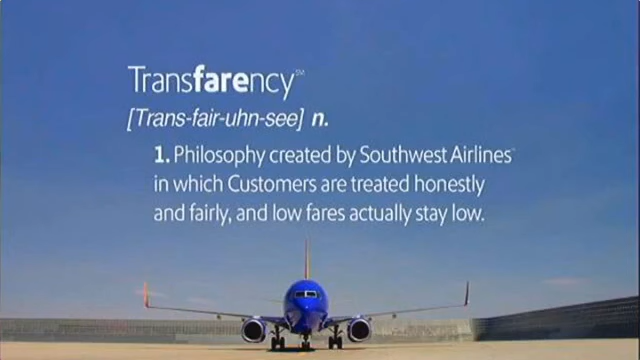 Transfarency℠
[Trans-fair-uhn-see] n.
1. Philosophy created by Southwest Airlines
in which Customers are treated honestly
and fairly, and low fares actually stay low.